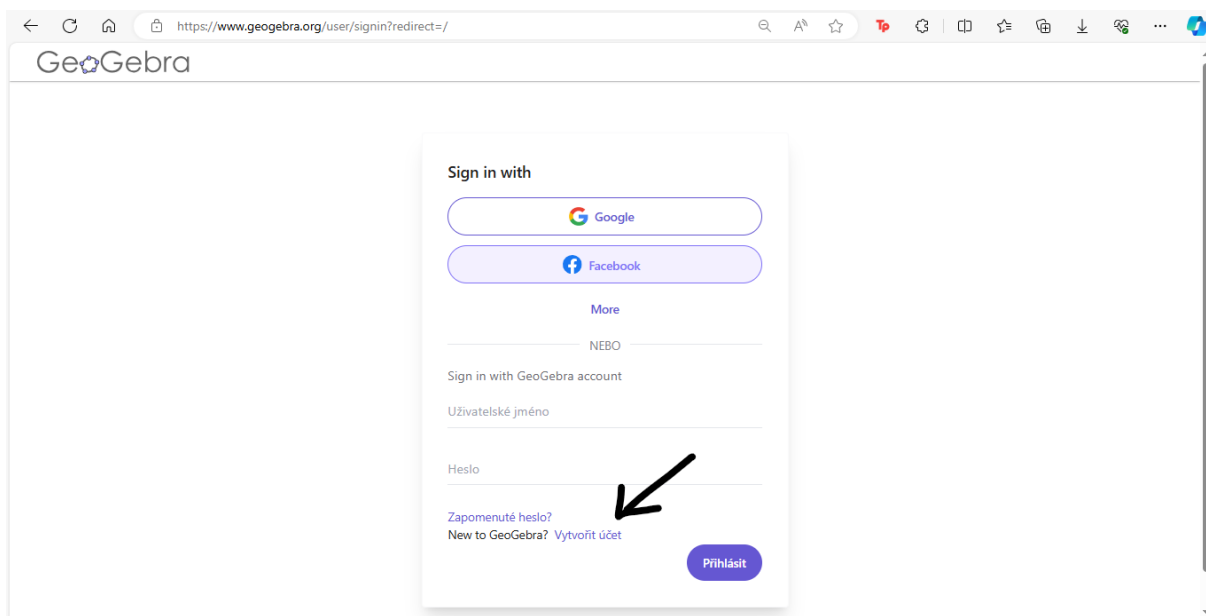 https://www.geogebra.org/user/signin?redirect=/
GeoGebra
Sign in with
Google
Facebook
More
NEBO
Sign in with GeoGebra account
Uživatelské jméno
Heslo
Zapomenuté heslo?
New to GeoGebra? Vytvořit účet
Přihlásit